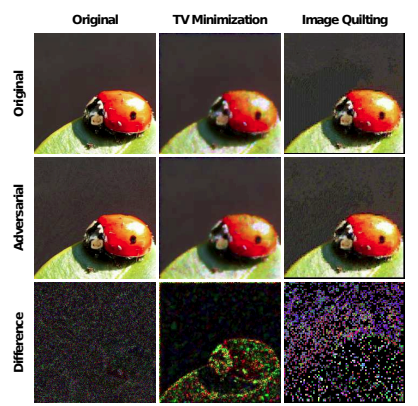 Original TV Minimization Image Quilting
Original
Adversarial
Difference